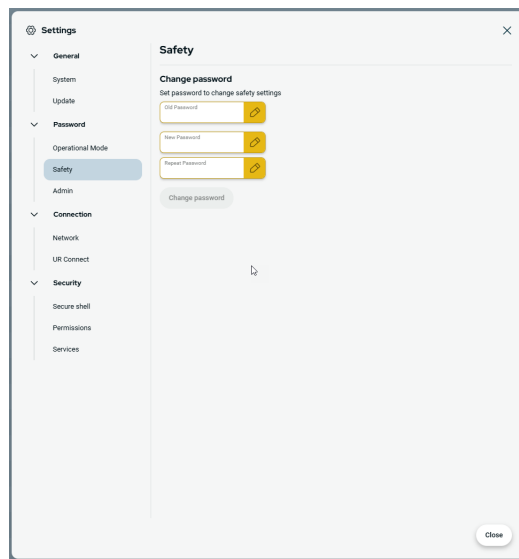 Settings
General
System
Update
Password
Operational Mode
Safety
Admin
Connection
Network
UR Connect
Security
Secure shell
Permissions
Services
Safety
Change password
Set password to change safety settings
Old Password
New Password
Repeat Password
Change password
Close